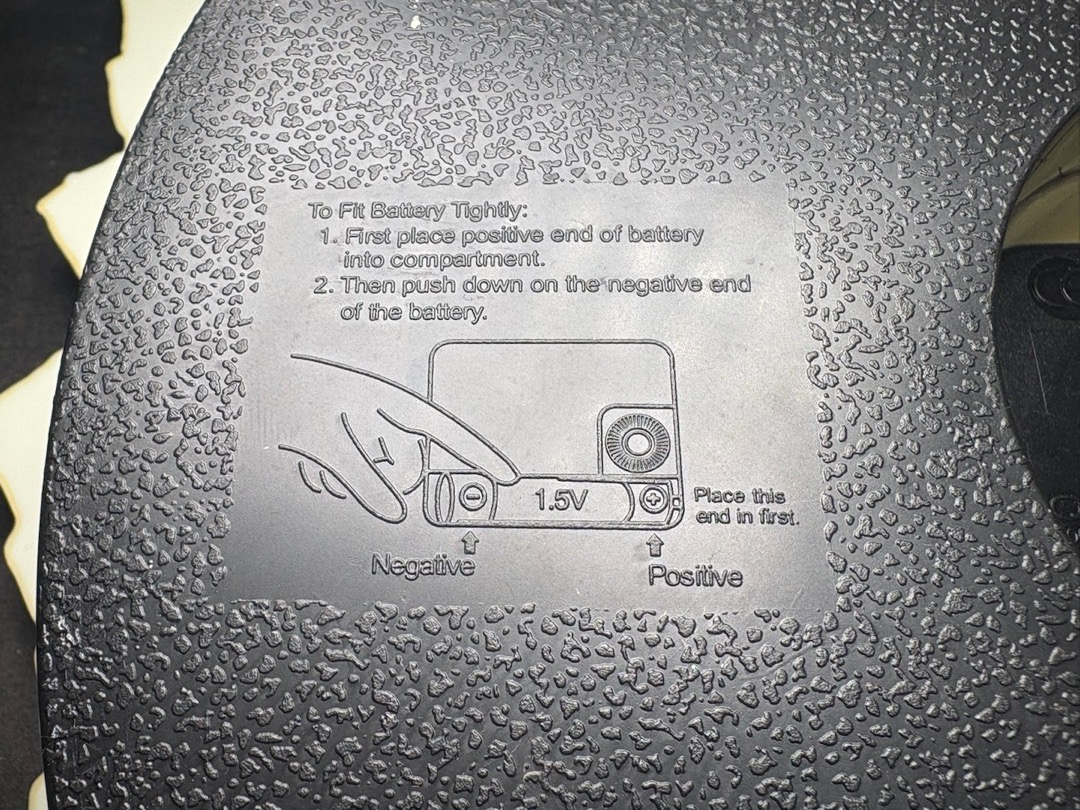 To Fit Battery Tightly:
1. First place positive end of battery
into compartment.
2. Then push down on the negative end
of the battery.
⊖ 1.5V ⊕
Place this
end in first.
Negative
Positive